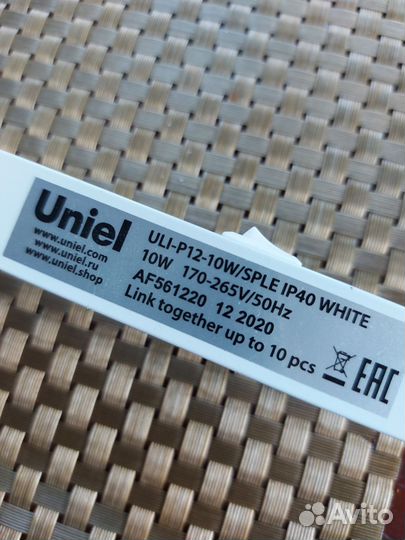 Uniel
www.uniel.com
www.uniel.ru
www.uniel.shop
ULI-P12-10W/SPLE IP40 WHITE
10W 170-265V/50Hz
AF561220 12 2020
Link together up to 10 pcs
EAC
Avito